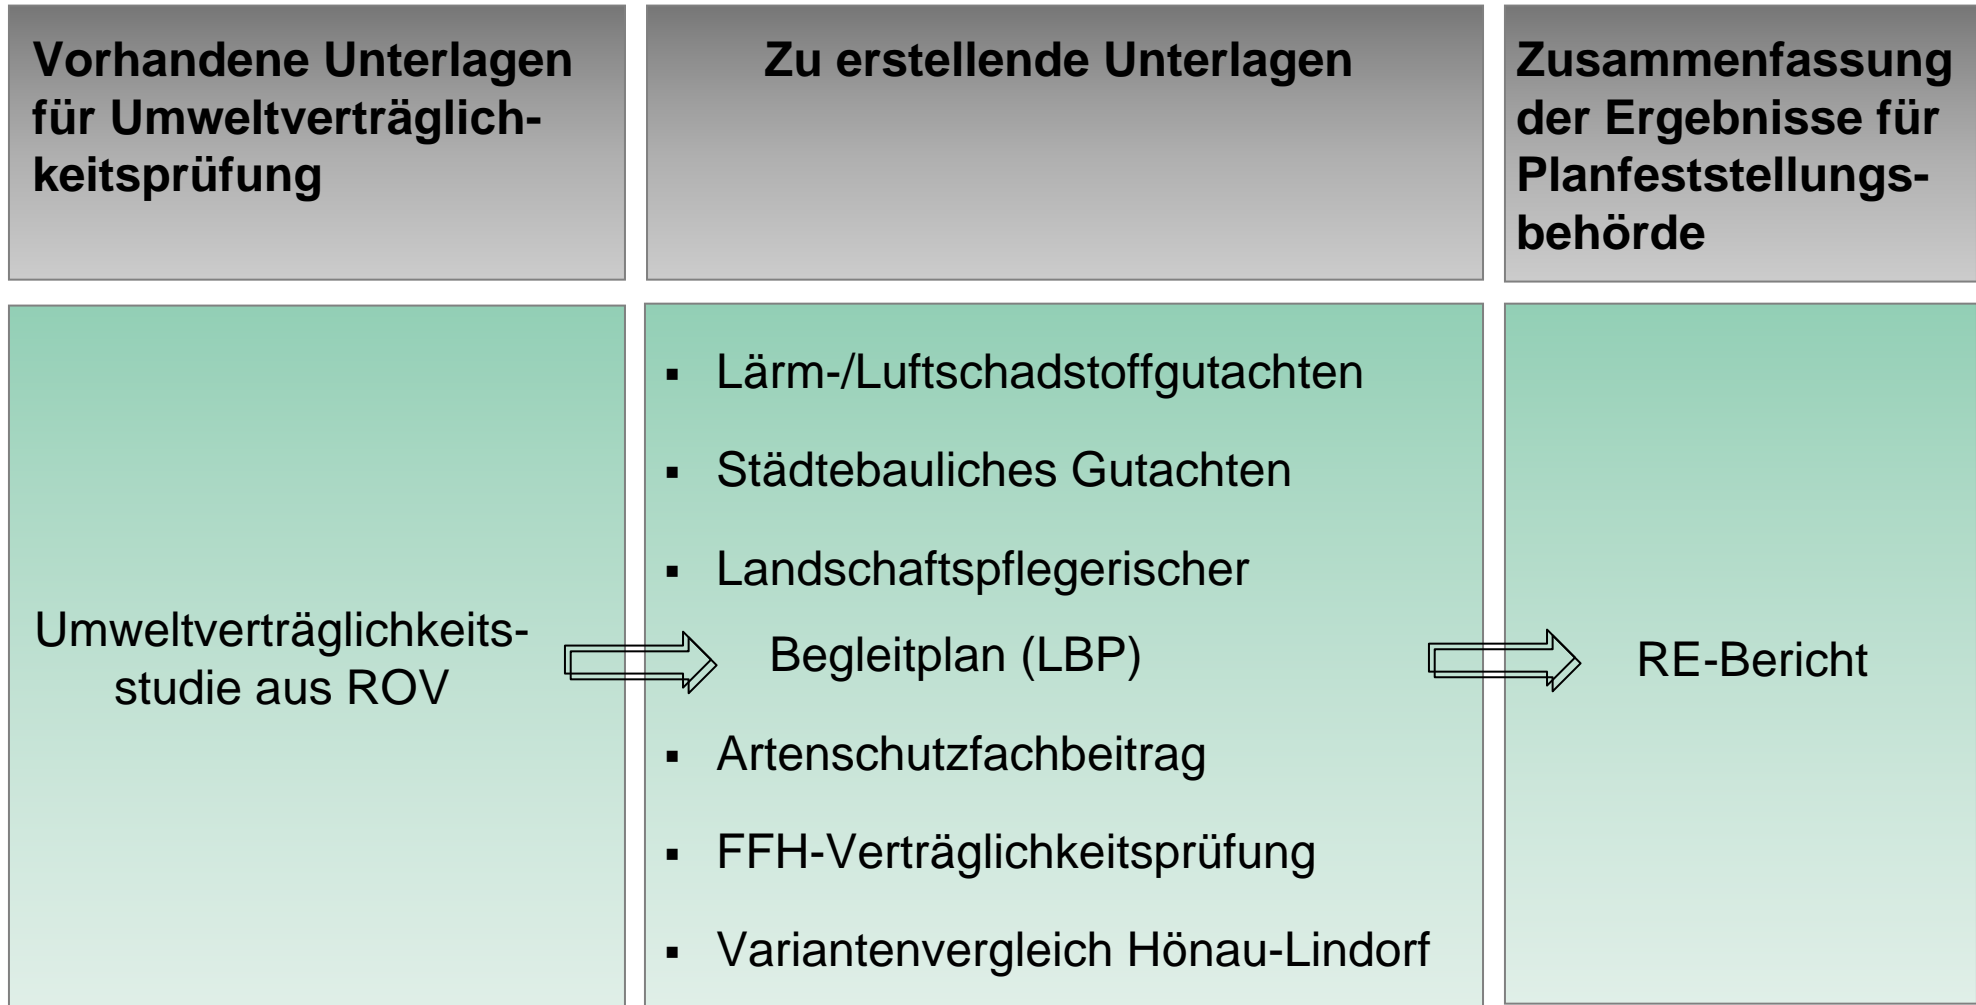 Vorhandene Unterlagen
für Umweltverträglich-
keitsprüfung
Zu erstellende Unterlagen
Zusammenfassung
der Ergebnisse für
Planfeststellungs-
behörde
Umweltverträglichkeits-
studie aus ROV
▪ Lärm-/Luftschadstoffgutachten
▪ Städtebauliches Gutachten
▪ Landschaftspflegerischer
Begleitplan (LBP)
▪ Artenschutzfachbeitrag
▪ FFH-Verträglichkeitsprüfung
▪ Variantenvergleich Hönau-Lindorf
RE-Bericht